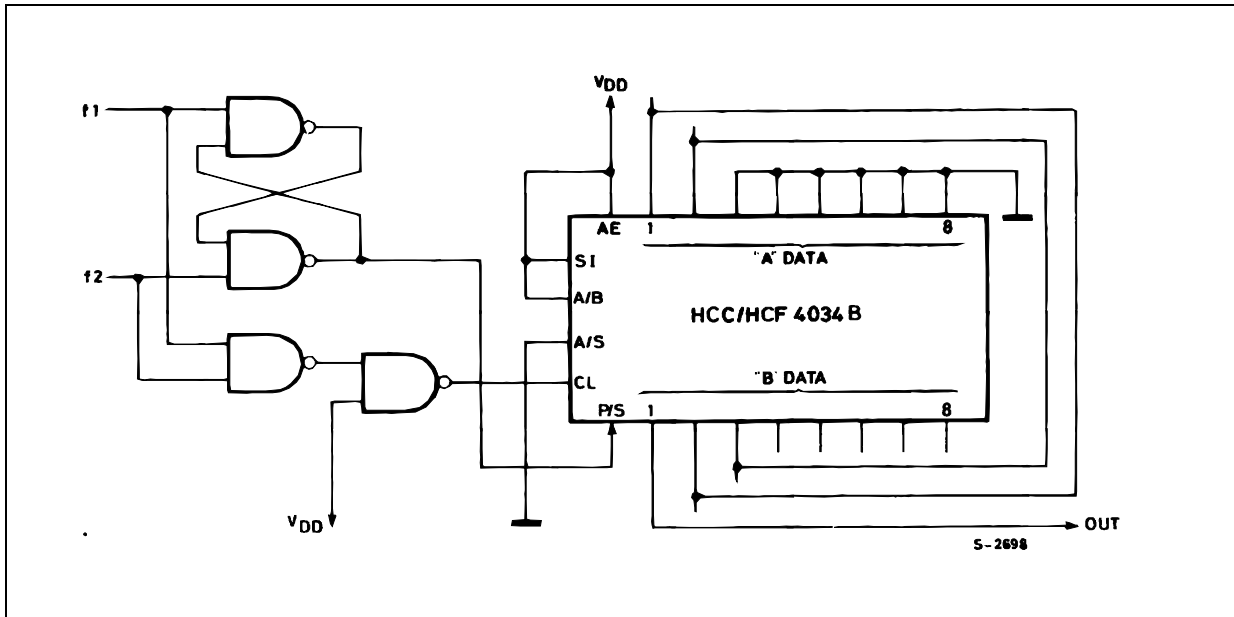 f1
f2
VDD
VDD
AE
1
8
"A" DATA
SI
A/B
HCC/HCF 4034 B
A/S
CL
"B" DATA
P/S
1
8
OUT
S-2698